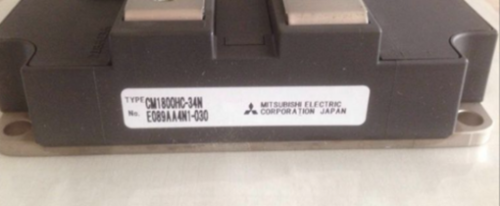 TYPE CM1800HC-34N
No. E089AA4N1-030
MITSUBISHI ELECTRIC
CORPORATION JAPAN